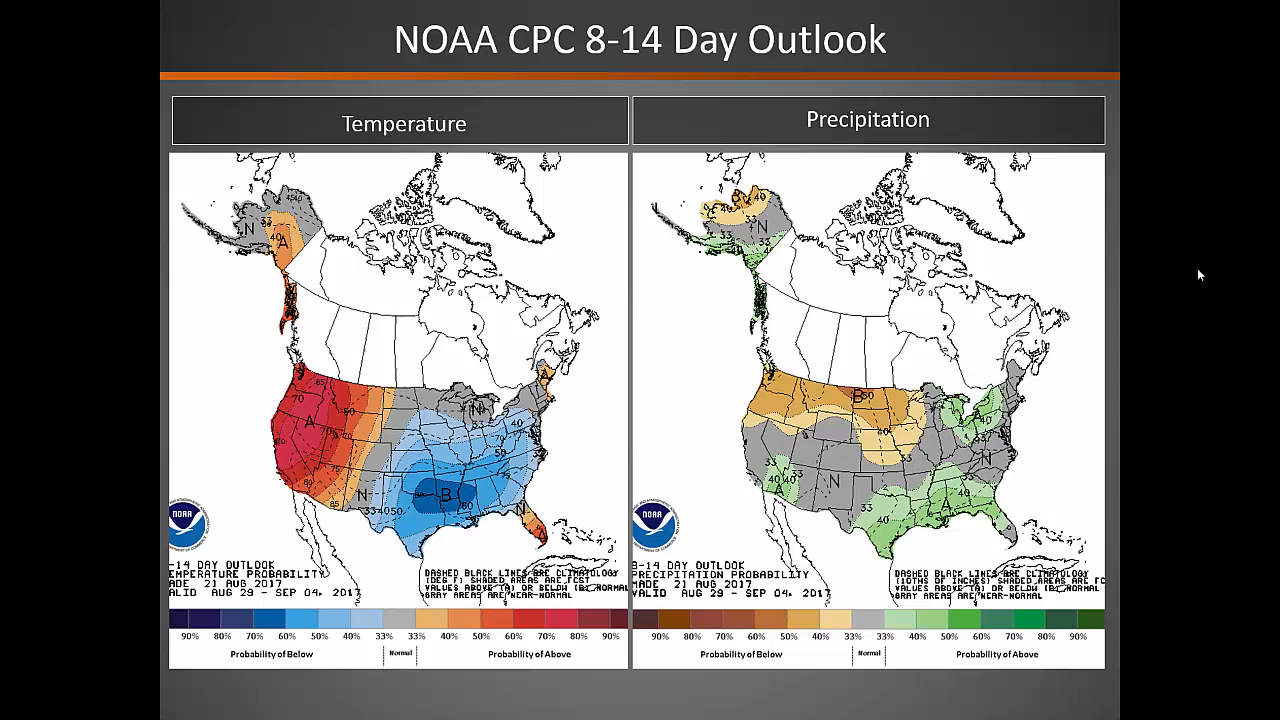 NOAA CPC 8-14 Day Outlook
Temperature
Precipitation
N
A
A
N
N
B
N
A
A
NOAA
-14 DAY OUTLOOK
EMPERATURE PROBABILITY
ADE 21 AUG 2017
VALID AUG 29 - SEP 04, 2017
DASHED BLACK LINES ARE CLIMATOLOGY
(DEG F) SHADED AREAS ARE FCST
VALUES ABOVE (A) OR BELOW (B) NORMAL
GRAY AREAS ARE NEAR-NORMAL
90% 80% 70% 60% 50% 40% 33% 33% 40% 50% 60% 70% 80% 90%
Probability of Below Normal Probability of Above
B
N
B
A
N
N
A
NOAA
8-14 DAY OUTLOOK
PRECIPITATION PROBABILITY
MADE 21 AUG 2017
VALID AUG 29 - SEP 04, 2017
DASHED BLACK LINES ARE CLIMATOLOGY
(10THS OF INCHES) SHADED AREAS ARE FC
VALUES ABOVE (A) OR BELOW (B) NORMAL
GRAY AREAS ARE NEAR-NORMAL
90% 80% 70% 60% 50% 40% 33% 33% 40% 50% 60% 70% 80% 90%
Probability of Below Normal Probability of Above